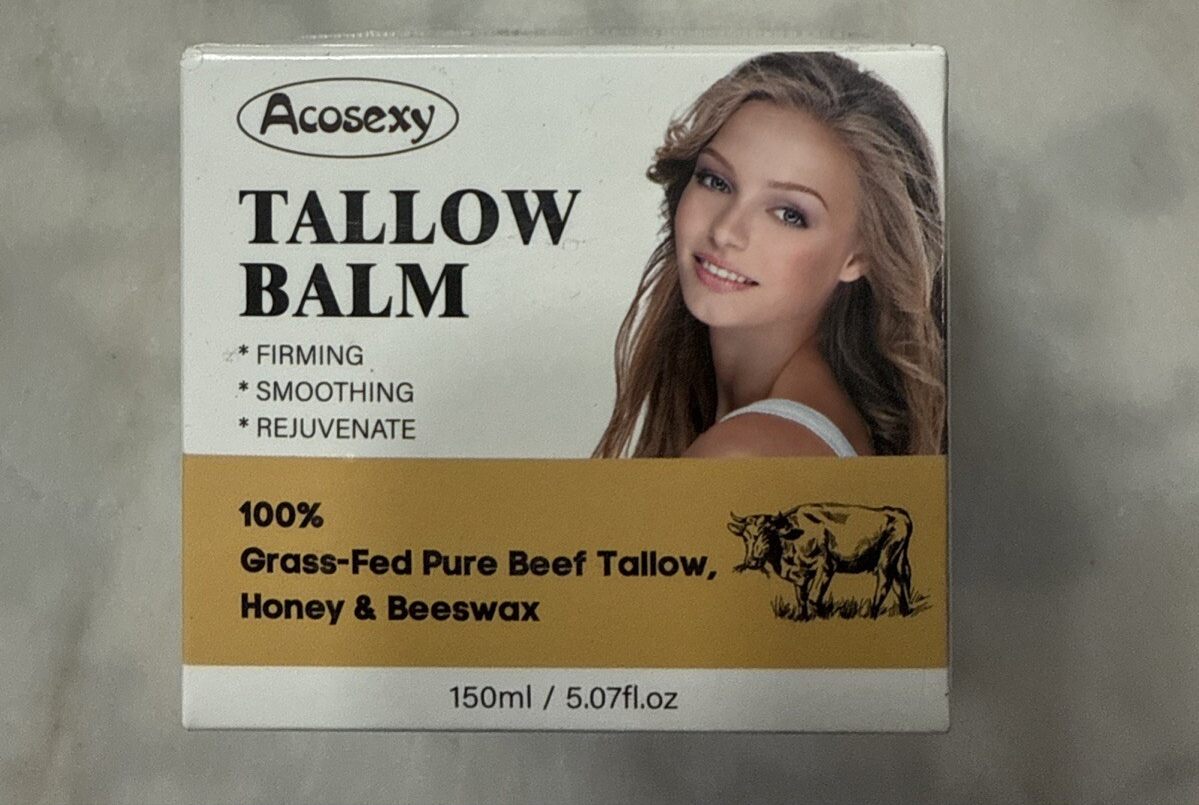 Acosexy
TALLOW
BALM
* FIRMING
* SMOOTHING
* REJUVENATE
100%
Grass-Fed Pure Beef Tallow,
Honey & Beeswax
150ml / 5.07fl.oz